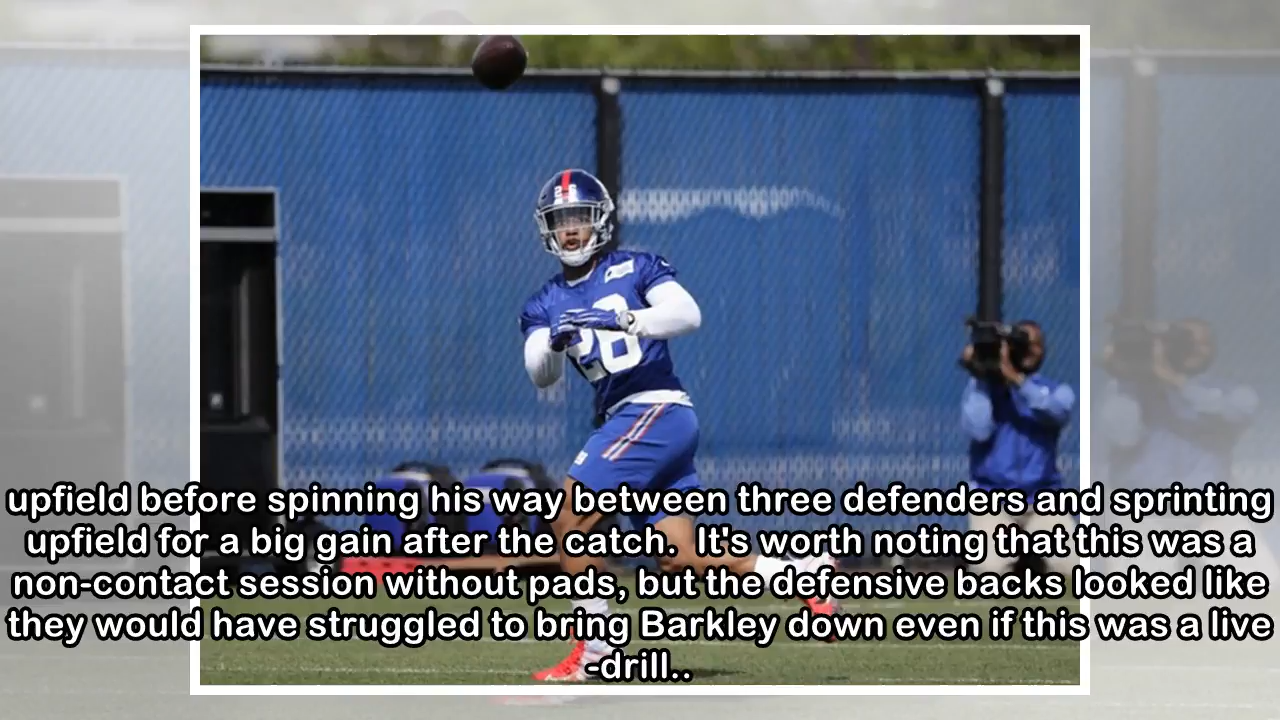 26
26
upfield before spinning his way between three defenders and sprinting
upfield for a big gain after the catch.  It's worth noting that this was a
non-contact session without pads, but the defensive backs looked like
they would have struggled to bring Barkley down even if this was a live
-drill..